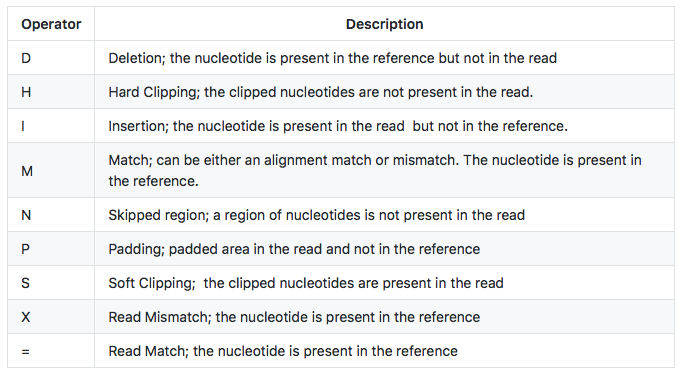 Operator Description
D Deletion; the nucleotide is present in the reference but not in the read
H Hard Clipping; the clipped nucleotides are not present in the read.
I Insertion; the nucleotide is present in the read  but not in the reference.
M Match; can be either an alignment match or mismatch. The nucleotide is present in
the reference.
N Skipped region; a region of nucleotides is not present in the read
P Padding; padded area in the read and not in the reference
S Soft Clipping;  the clipped nucleotides are present in the read
X Read Mismatch; the nucleotide is present in the reference
= Read Match; the nucleotide is present in the reference